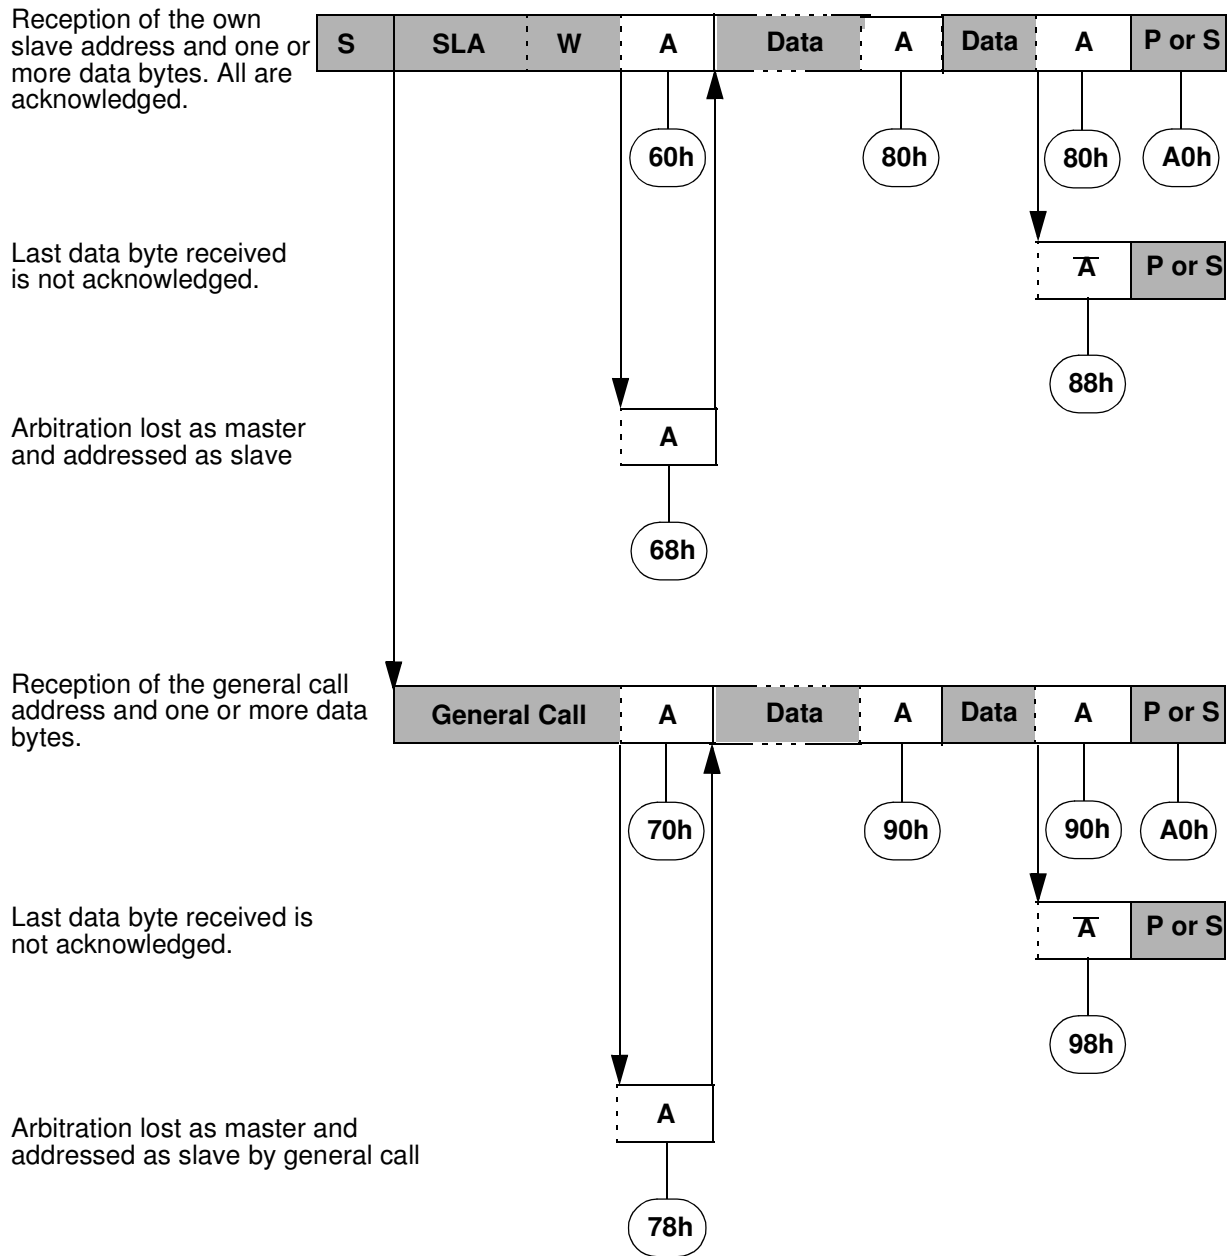 Reception of the own
slave address and one or
more data bytes. All are
acknowledged.
S SLA W A Data A Data A P or S
60h 80h 80h A0h
Last data byte received
is not acknowledged.
A̅ P or S
88h
Arbitration lost as master
and addressed as slave
A
68h
Reception of the general call
address and one or more data
bytes.
General Call A Data A Data A P or S
70h 90h 90h A0h
Last data byte received is
not acknowledged.
A̅ P or S
98h
Arbitration lost as master and
addressed as slave by general call
A
78h